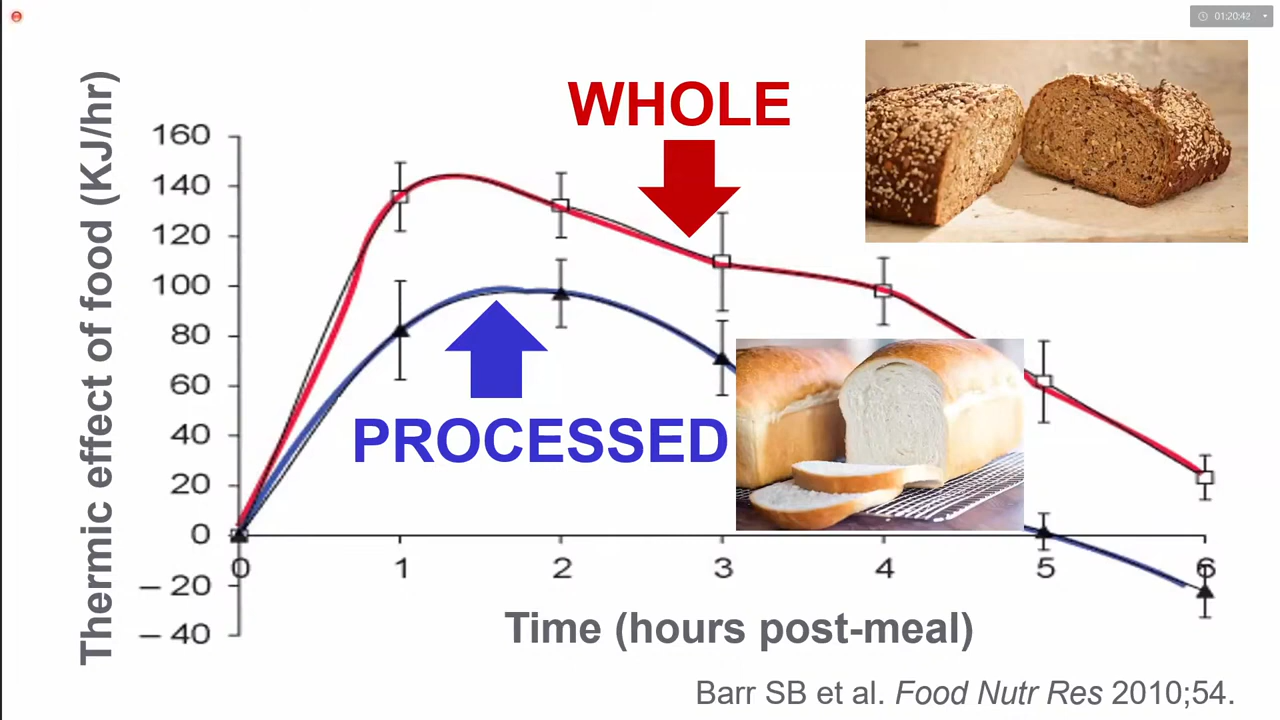 01:20:42
WHOLE
PROCESSED
Thermic effect of food (KJ/hr)
160
140
120
100
80
60
40
20
0
– 20
– 40
0 1 2 3 4 5 6
Time (hours post-meal)
Barr SB et al. Food Nutr Res 2010;54.